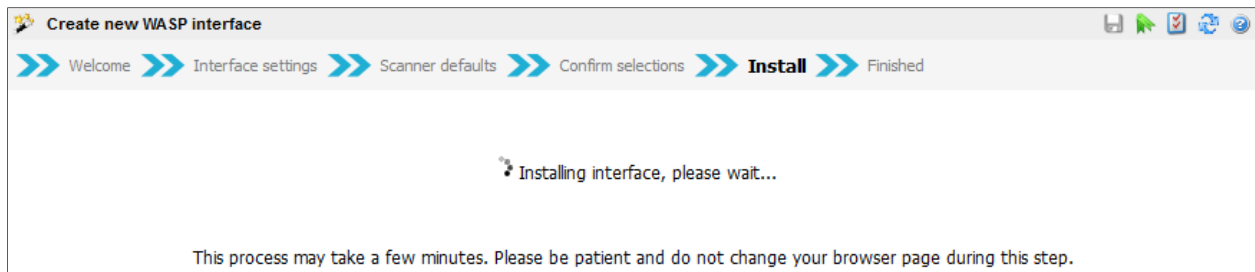 Create new WASP interface
Welcome Interface settings Scanner defaults Confirm selections Install Finished
Installing interface, please wait...
This process may take a few minutes. Please be patient and do not change your browser page during this step.